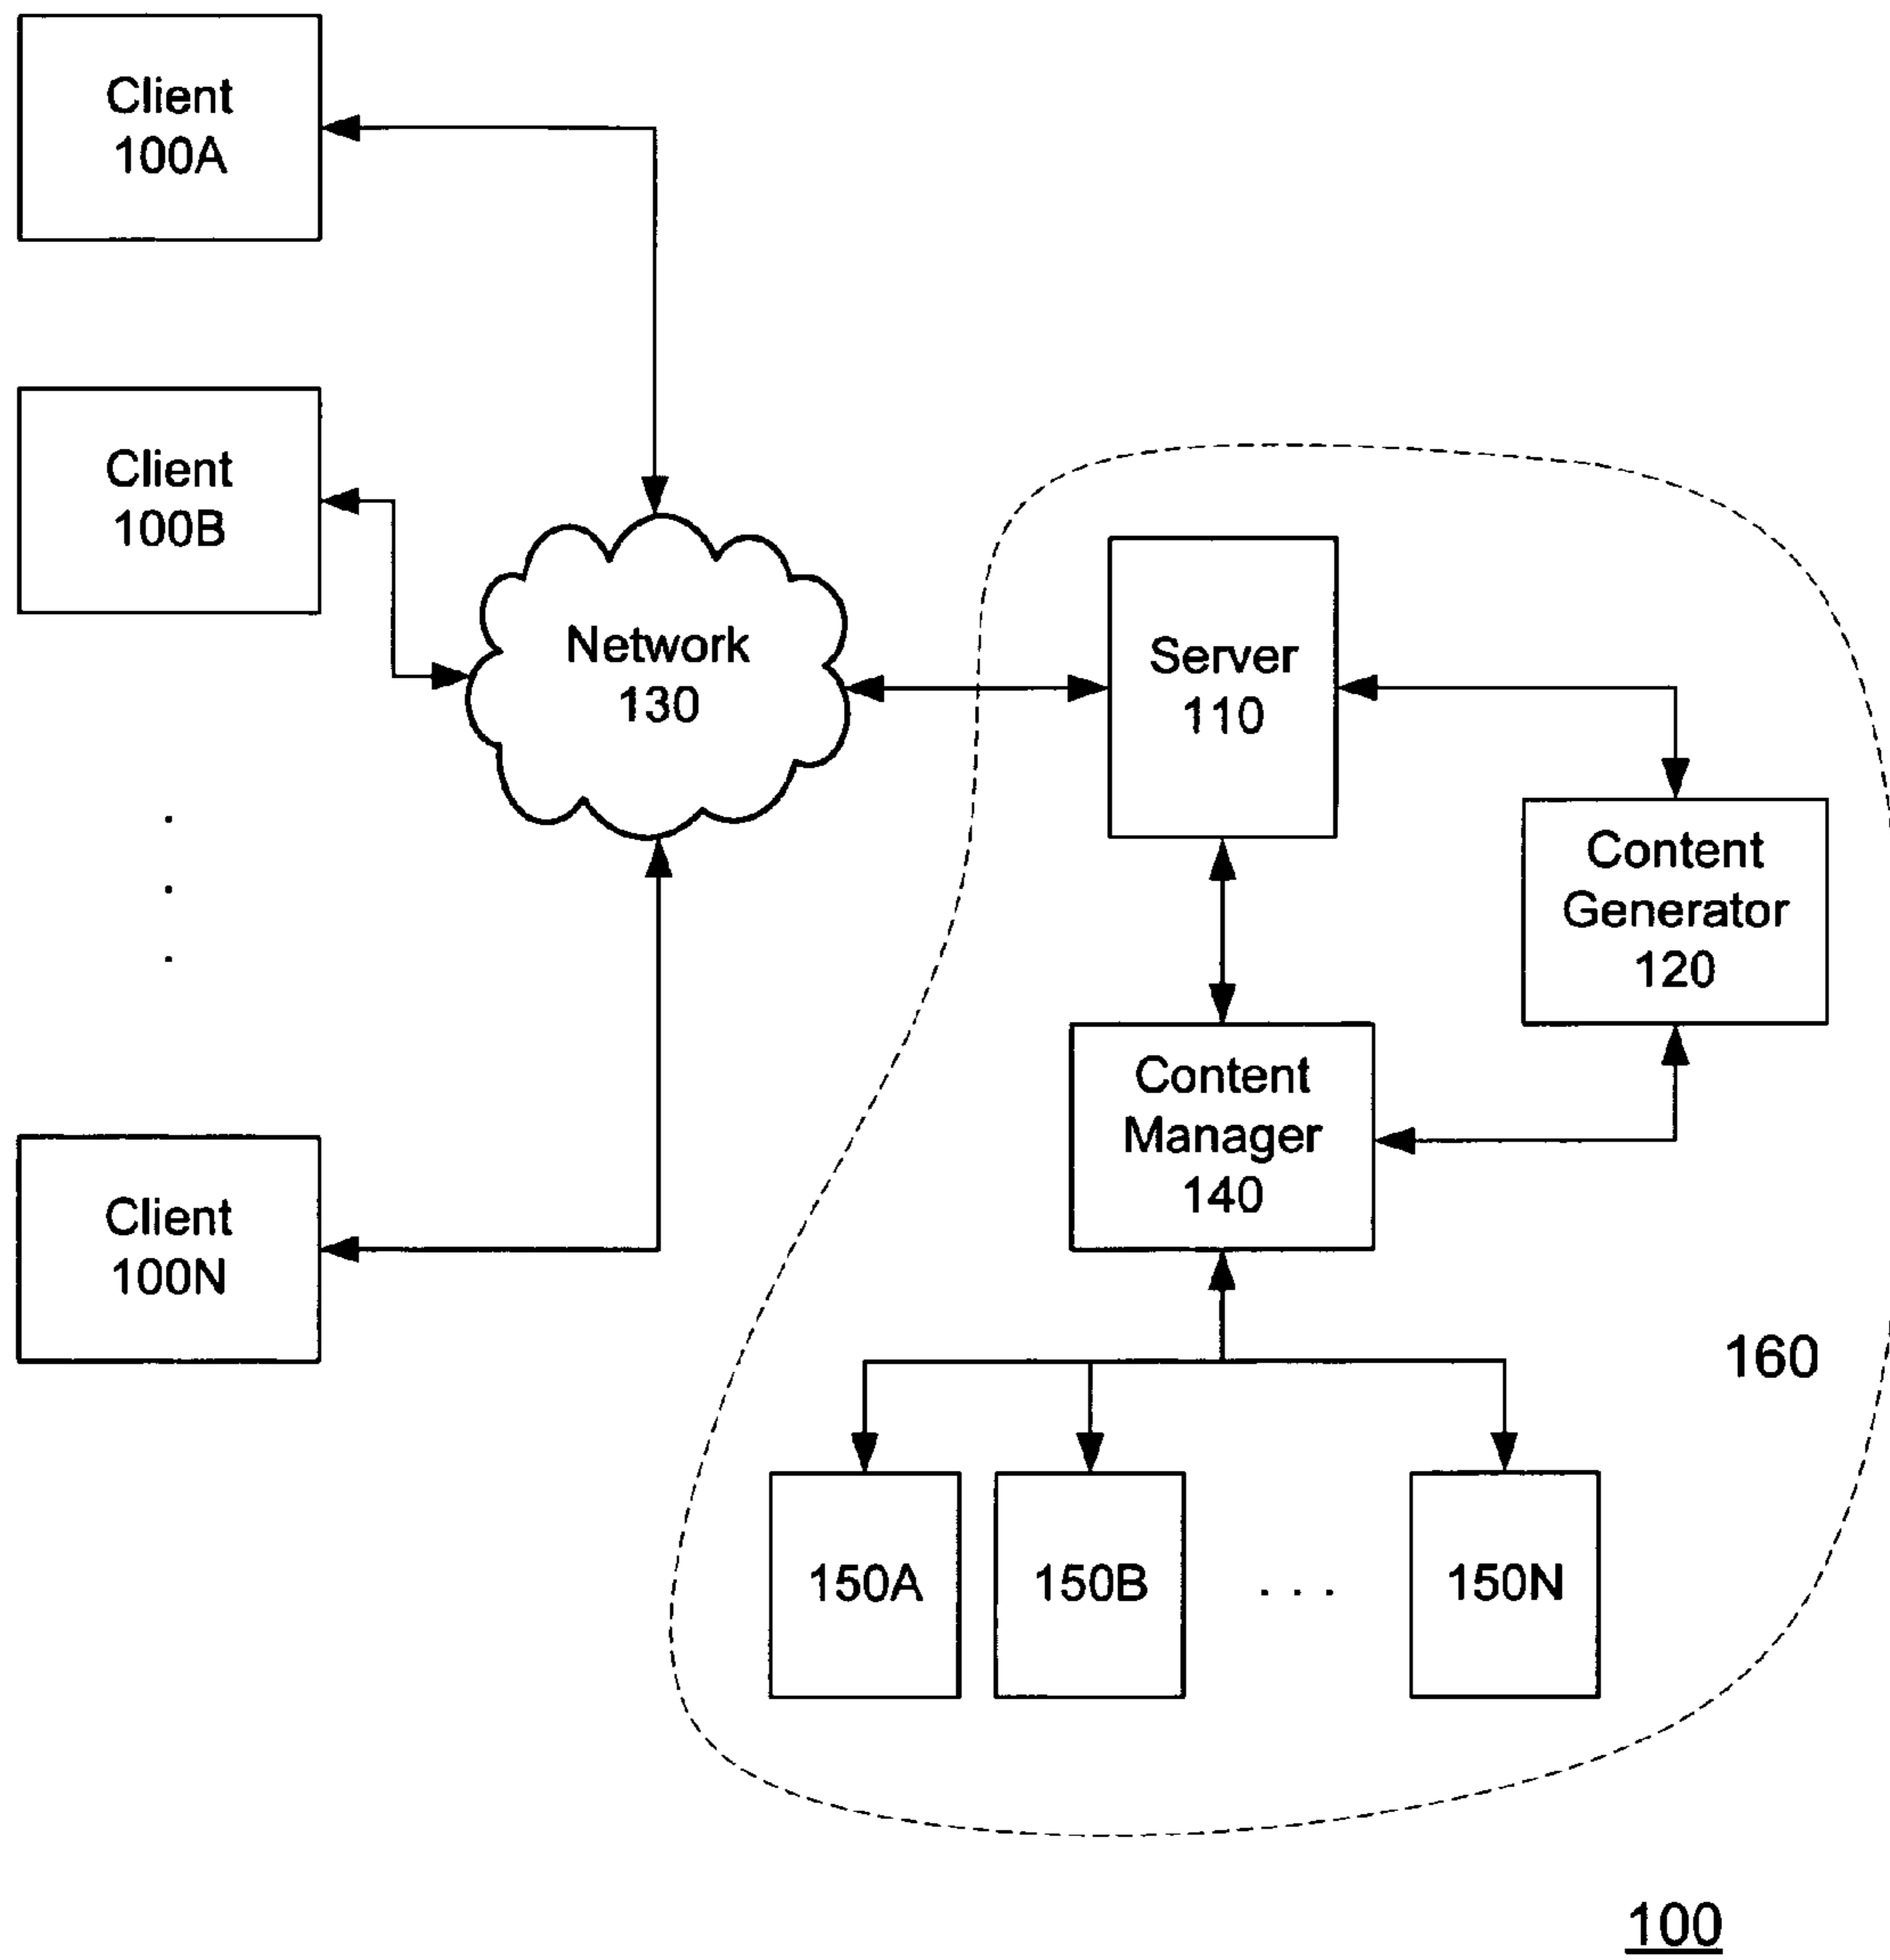 Client
100A
Client
100B
Network
130
Server
110
Content
Generator
120
Content
Manager
140
Client
100N
160
150A
150B
. . .
150N
100